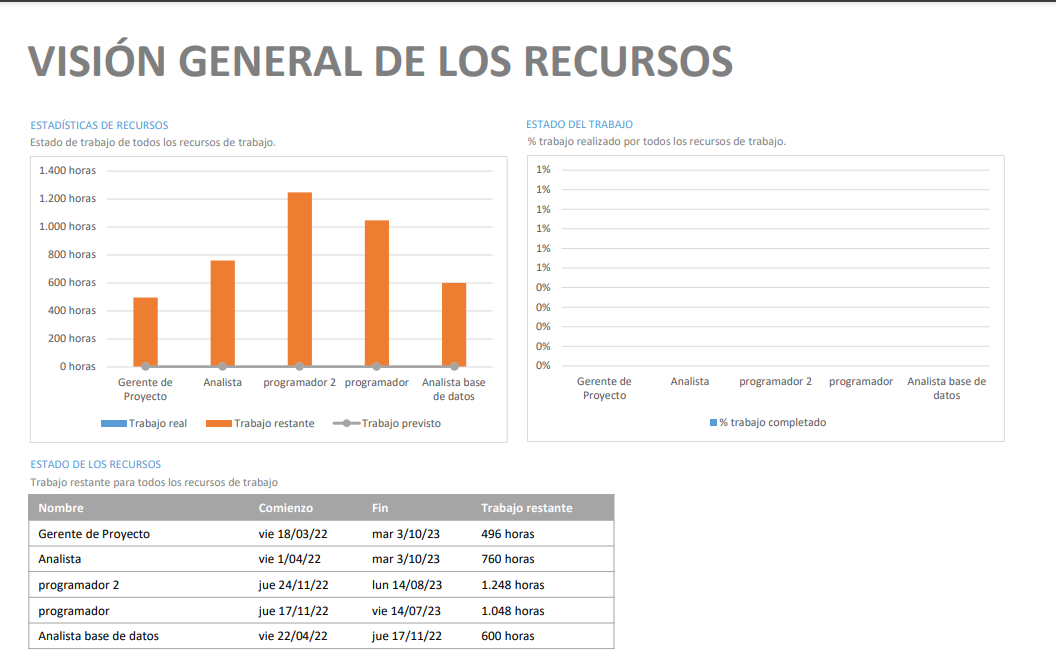 VISIÓN GENERAL DE LOS RECURSOS
ESTADÍSTICAS DE RECURSOS
Estado de trabajo de todos los recursos de trabajo.
1.400 horas
1.200 horas
1.000 horas
800 horas
600 horas
400 horas
200 horas
0 horas
Gerente de Proyecto
Analista
programador 2
programador
Analista base de datos
Trabajo real
Trabajo restante
Trabajo previsto
ESTADO DEL TRABAJO
% trabajo realizado por todos los recursos de trabajo.
1%
1%
1%
1%
1%
1%
0%
0%
0%
0%
0%
Gerente de Proyecto
Analista
programador 2
programador
Analista base de datos
% trabajo completado
ESTADO DE LOS RECURSOS
Trabajo restante para todos los recursos de trabajo
Nombre Comienzo Fin Trabajo restante
Gerente de Proyecto vie 18/03/22 mar 3/10/23 496 horas
Analista vie 1/04/22 mar 3/10/23 760 horas
programador 2 jue 24/11/22 lun 14/08/23 1.248 horas
programador jue 17/11/22 vie 14/07/23 1.048 horas
Analista base de datos vie 22/04/22 jue 17/11/22 600 horas